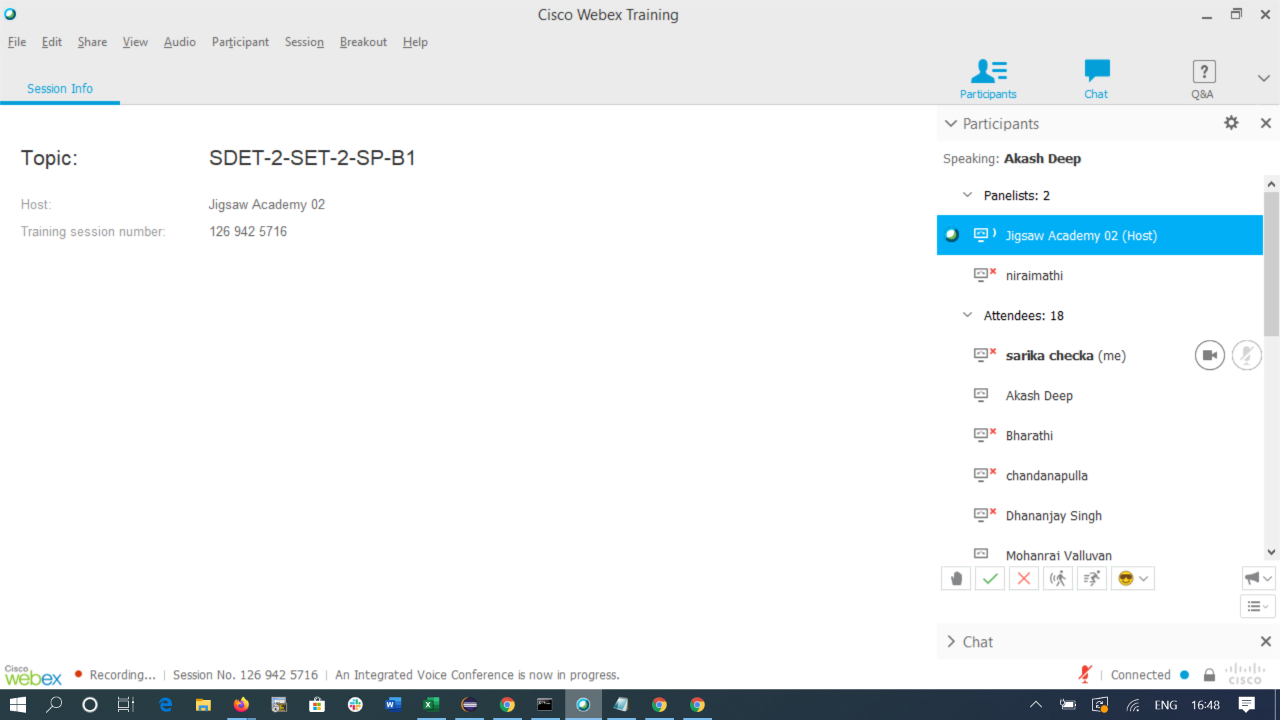 Cisco Webex Training
File Edit Share View Audio Participant Session Breakout Help
Session Info
Participants
Chat
?
Q&A
Participants
Speaking: Akash Deep
Panelists: 2
Jigsaw Academy 02 (Host)
niraimathi
Attendees: 18
sarika checka (me)
Akash Deep
Bharathi
chandanapulla
Dhananjay Singh
Mohanraj Valluvan
Chat
Topic: SDET-2-SET-2-SP-B1
Host: Jigsaw Academy 02
Training session number: 126 942 5716
Cisco
webex
Recording... | Session No. 126 942 5716 | An Integrated Voice Conference is now in progress.
Connected
CISCO
ENG 16:48